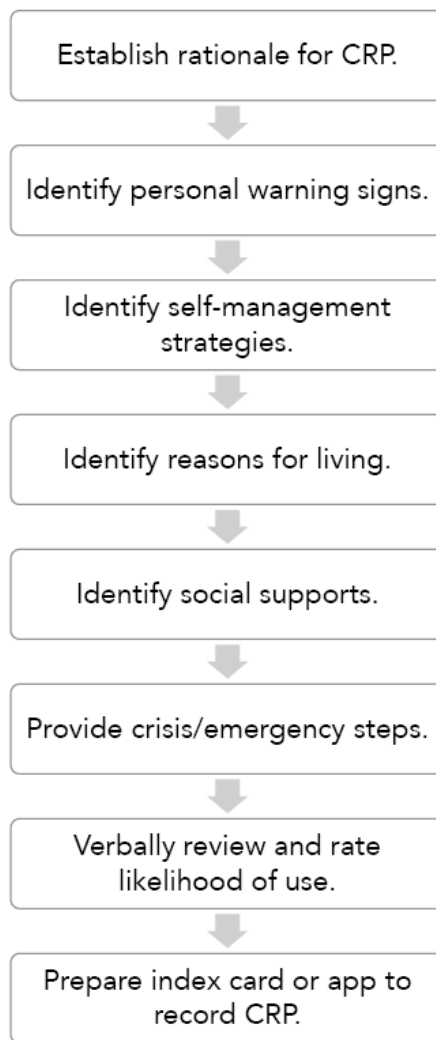 Establish rationale for CRP.
Identify personal warning signs.
Identify self-management
strategies.
Identify reasons for living.
Identify social supports.
Provide crisis/emergency steps.
Verbally review and rate
likelihood of use.
Prepare index card or app to
record CRP.